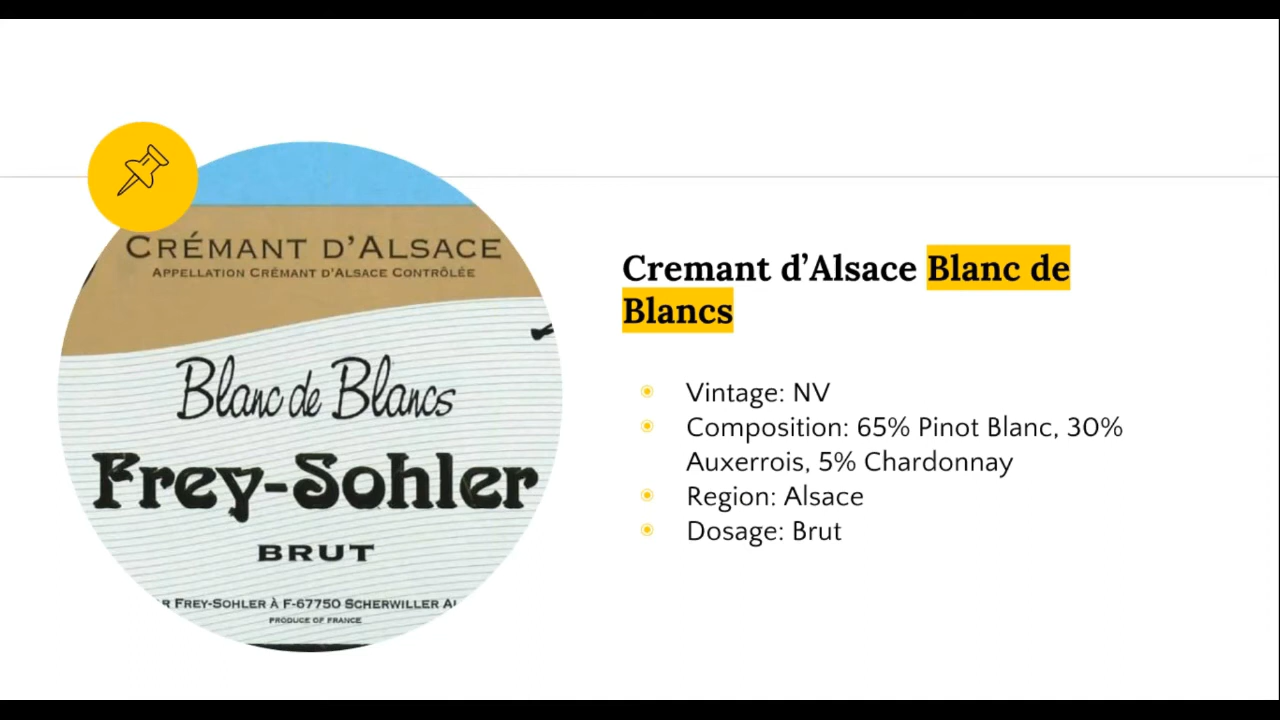 CRÉMANT D'ALSACE
APPELLATION CRÉMANT D'ALSACE CONTRÔLÉE
Blanc de Blancs
Frey-Sohler
BRUT
FREY-SOHLER À F-67750 SCHERWILLER
PRODUCE OF FRANCE
Cremant d’Alsace Blanc de
Blancs
Vintage: NV
Composition: 65% Pinot Blanc, 30%
Auxerrois, 5% Chardonnay
Region: Alsace
Dosage: Brut